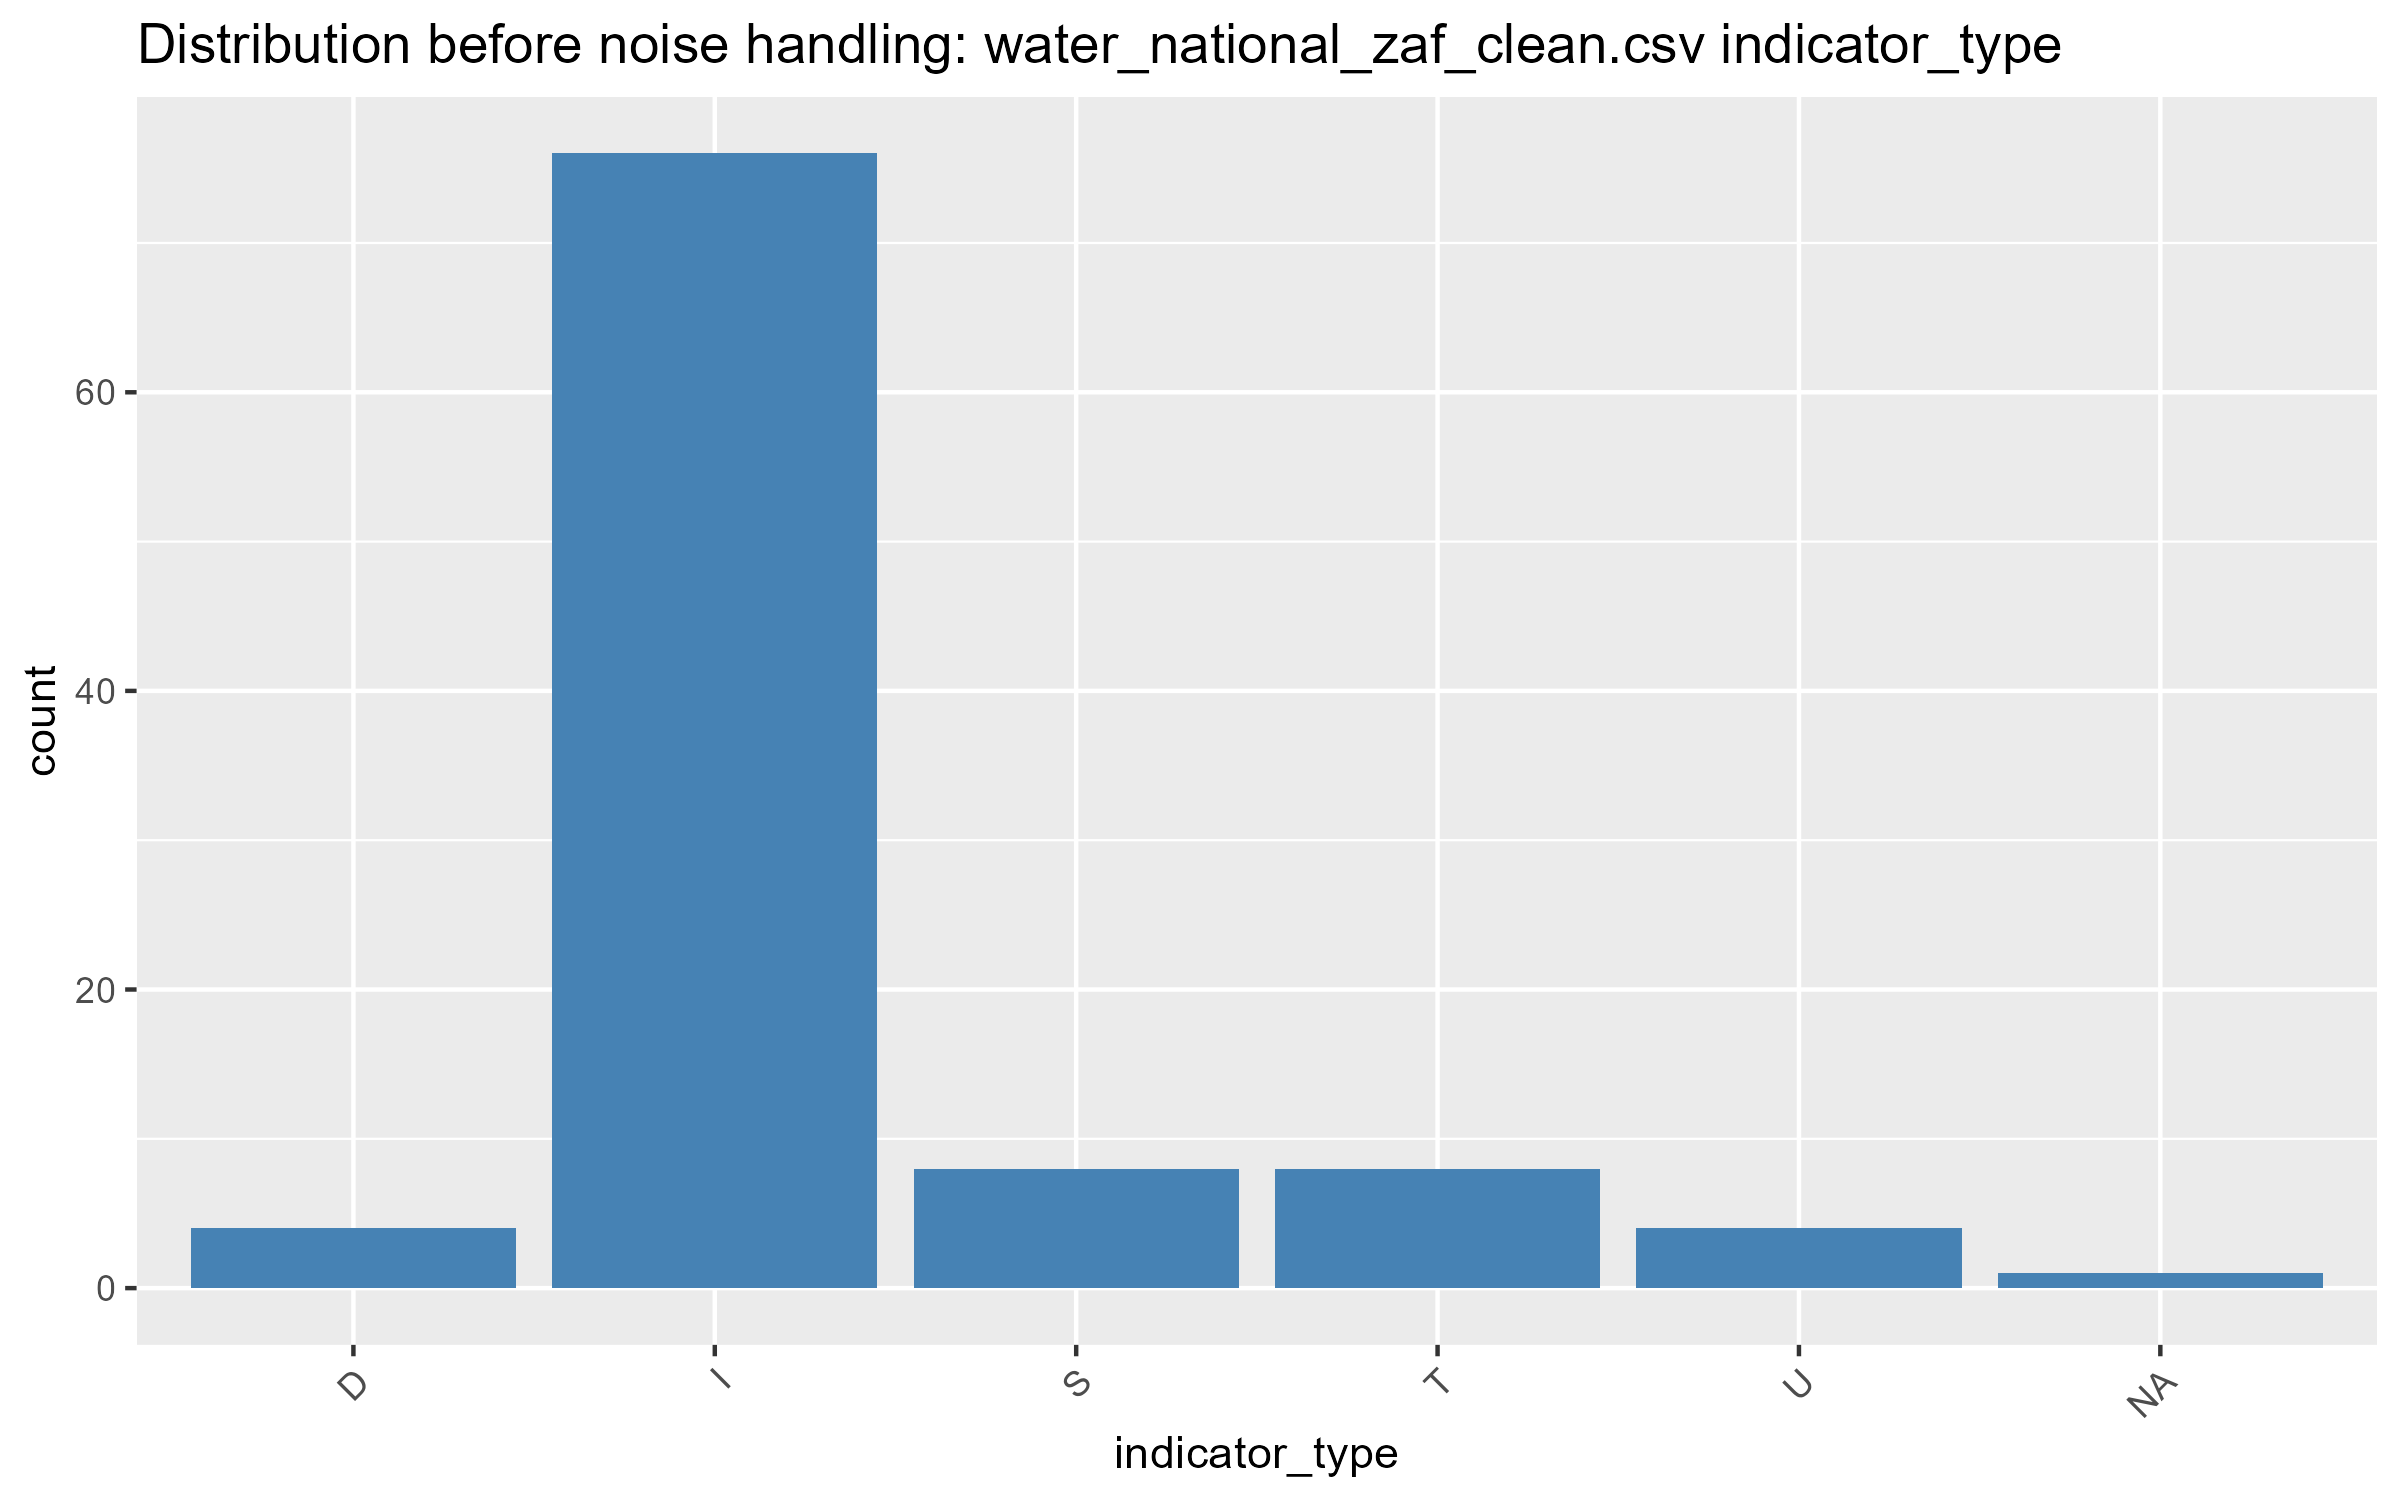 Distribution before noise handling: water_national_zaf_clean.csv indicator_type
count
60
40
20
0
D
I
S
T
U
NA
indicator_type